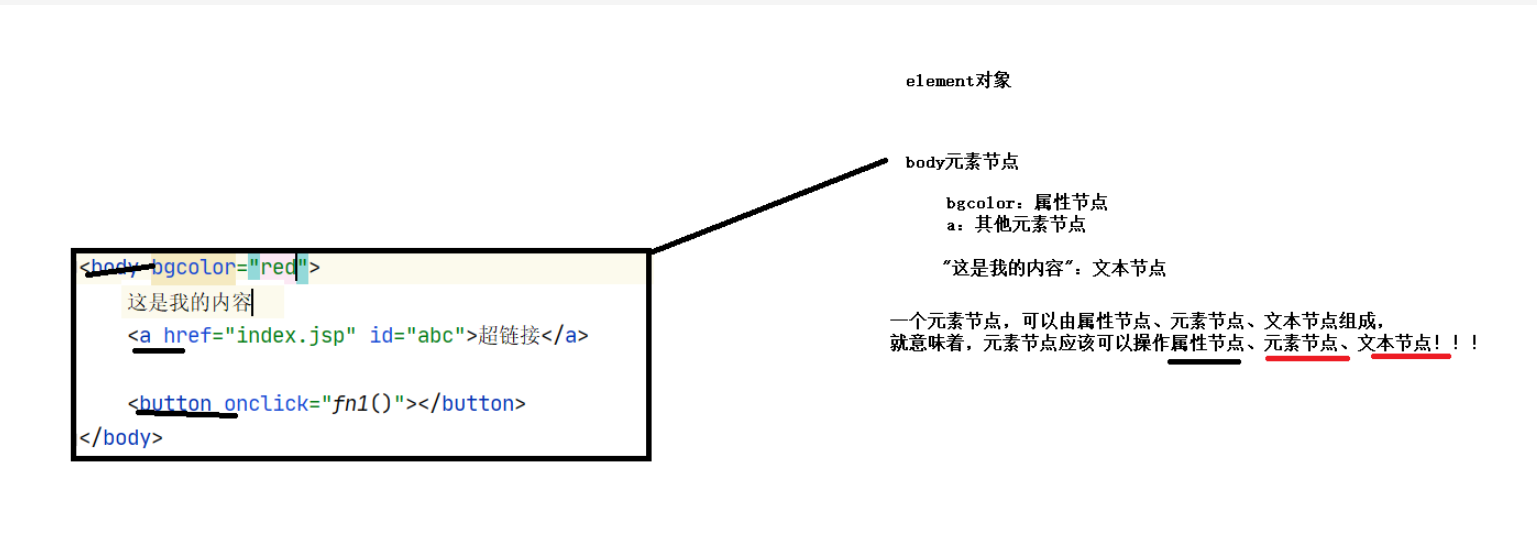 element对象
body元素节点
bgcolor：属性节点
a：其他元素节点
"这是我的内容"：文本节点
一个元素节点，可以由属性节点、元素节点、文本节点组成，
就意味着，元素节点应该可以操作属性节点、元素节点、文本节点！！！
<body bgcolor="red">
这是我的内容
<a href="index.jsp" id="abc">超链接</a>
<button onclick="fn1()"></button>
</body>